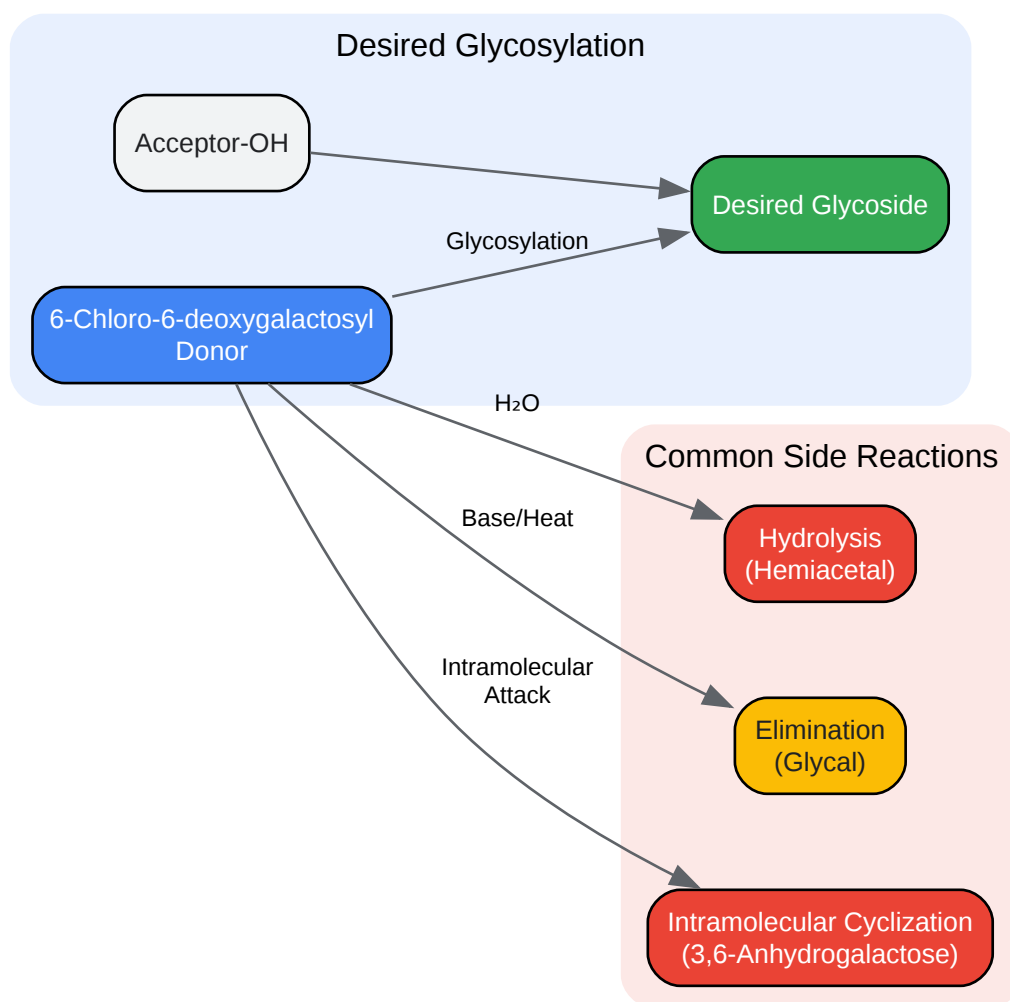 Desired Glycosylation
Acceptor-OH
Desired Glycoside
Glycosylation
6-Chloro-6-deoxygalactosyl
Donor
H₂O
Common Side Reactions
Base/Heat
Hydrolysis
(Hemiacetal)
Intramolecular
Attack
Elimination
(Glycal)
Intramolecular Cyclization
(3,6-Anhydrogalactose)